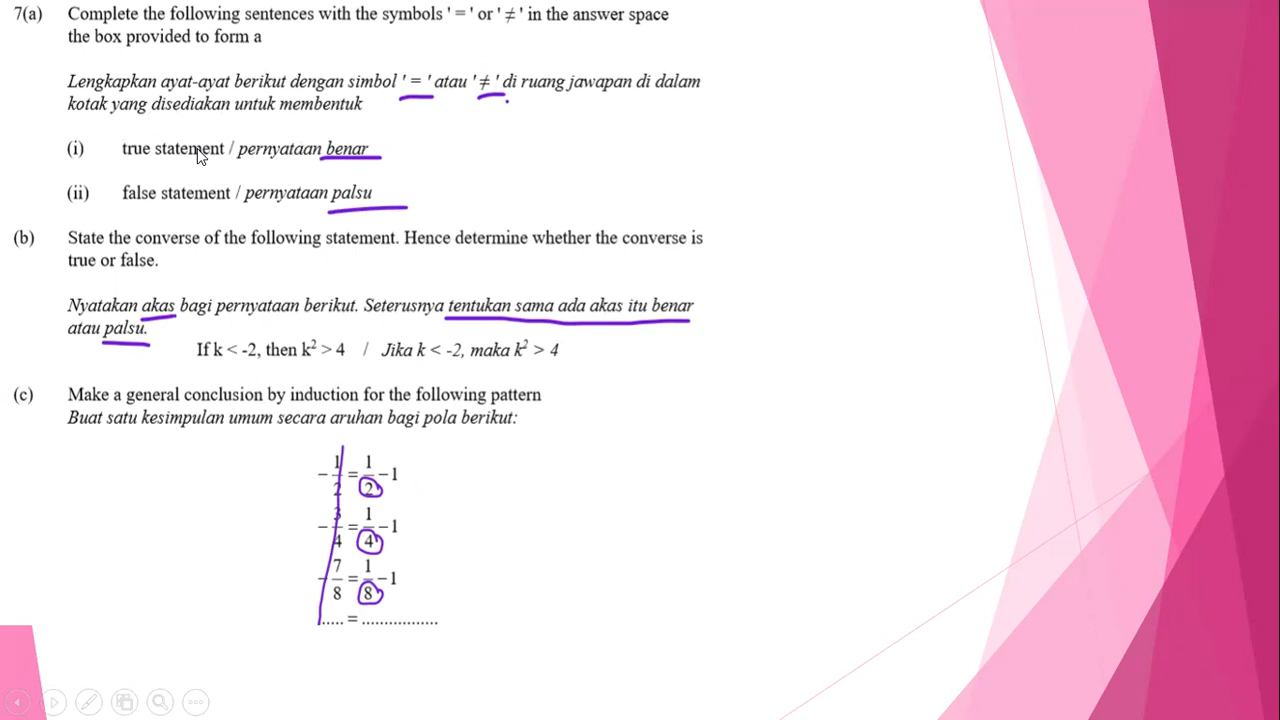 7(a) Complete the following sentences with the symbols ' = ' or ' ≠ ' in the answer space
the box provided to form a
Lengkapkan ayat-ayat berikut dengan simbol ' = ' atau ' ≠ ' di ruang jawapan di dalam
kotak yang disediakan untuk membentuk
(i) true statement / pernyataan benar
(ii) false statement / pernyataan palsu
(b) State the converse of the following statement. Hence determine whether the converse is
true or false.
Nyatakan akas bagi pernyataan berikut. Seterusnya tentukan sama ada akas itu benar
atau palsu.
If k < -2, then k² > 4 / Jika k < -2, maka k² > 4
(c) Make a general conclusion by induction for the following pattern
Buat satu kesimpulan umum secara aruhan bagi pola berikut:
−1/2 = 1/2 −1
−3/4 = 1/4 −1
−7/8 = 1/8 −1
..... = .................